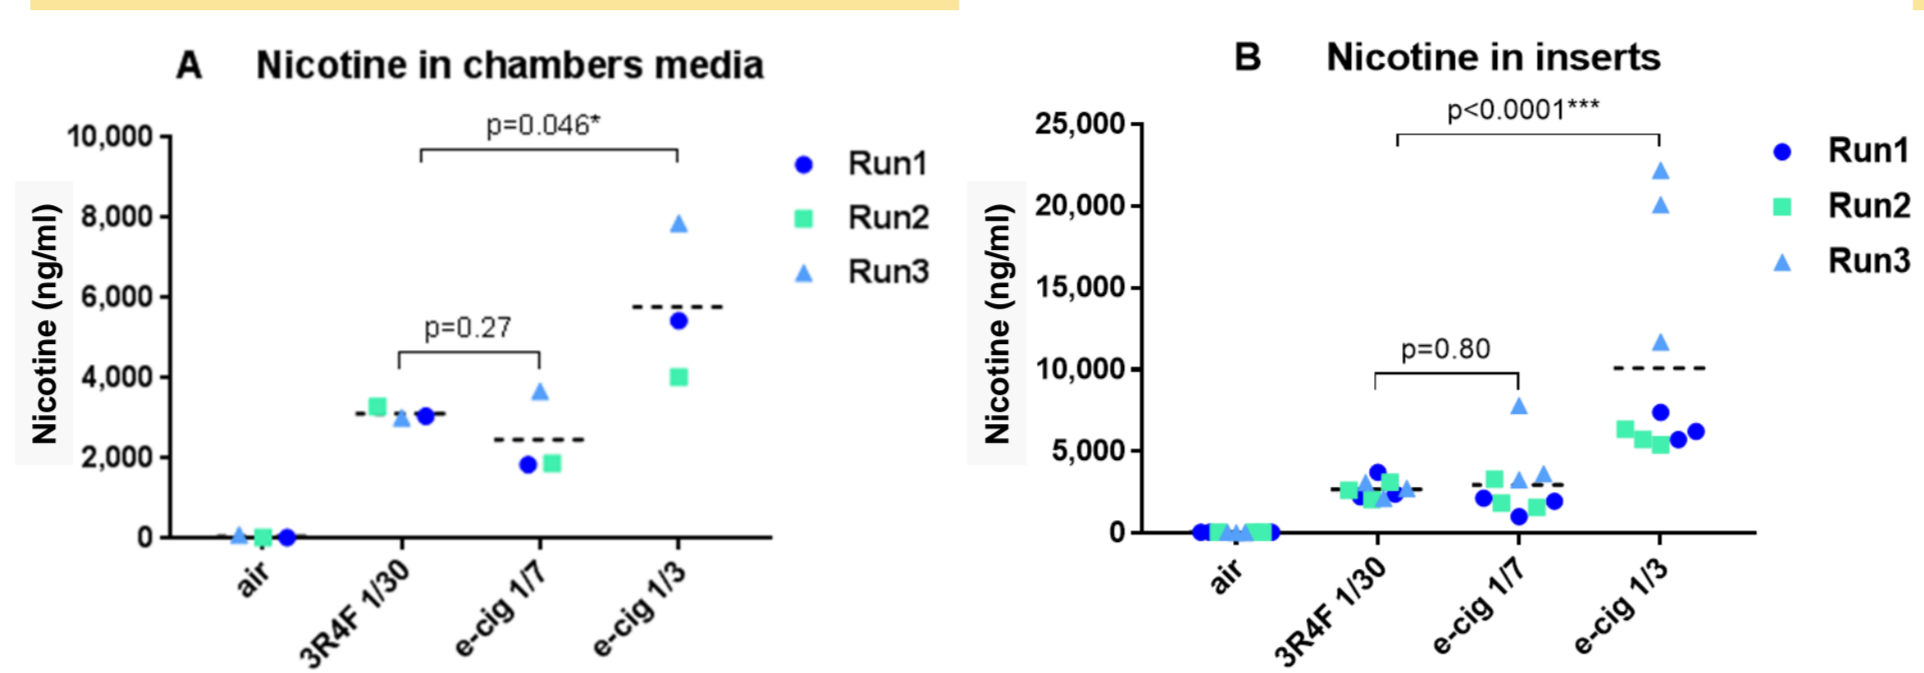 A Nicotine in chambers media
p=0.046*
10,000
8,000
6,000
4,000
2,000
0
Nicotine (ng/ml)
p=0.27
Run1
Run2
Run3
air
3R4F 1/30
e-cig 1/7
e-cig 1/3
B Nicotine in inserts
p<0.0001***
25,000
20,000
15,000
10,000
5,000
0
Nicotine (ng/ml)
p=0.80
Run1
Run2
Run3
air
3R4F 1/30
e-cig 1/7
e-cig 1/3